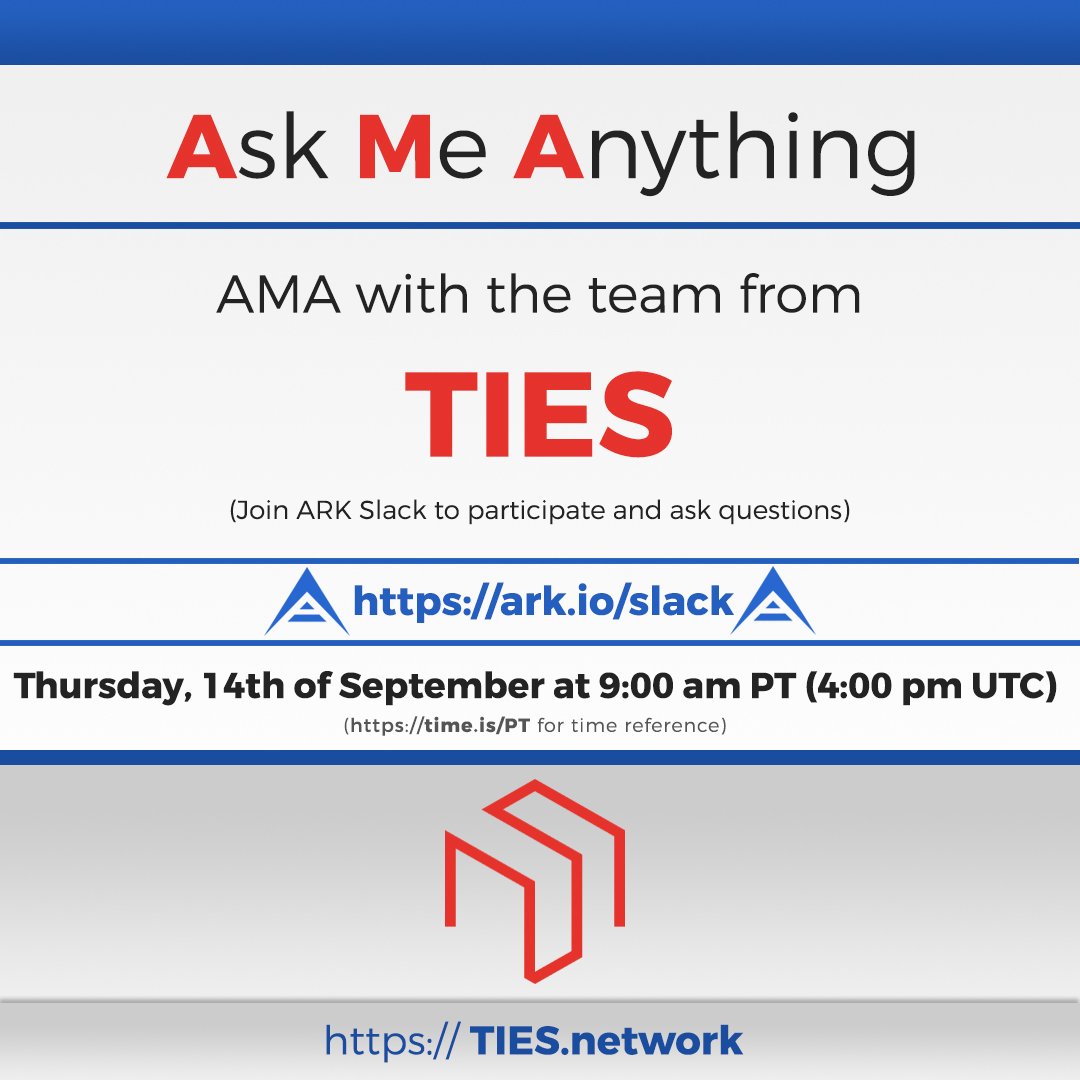 Ask Me Anything
AMA with the team from
TIES
(Join ARK Slack to participate and ask questions)
https://ark.io/slack
Thursday, 14th of September at 9:00 am PT (4:00 pm UTC)
(https://time.is/PT for time reference)
https:// TIES.network